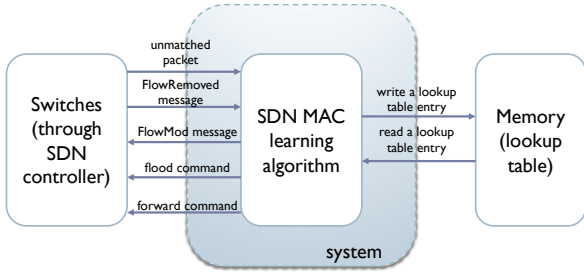 unmatched
packet
FlowRemoved
message
FlowMod message
flood command
forward command
Switches
(through
SDN
controller)
SDN MAC
learning
algorithm
write a lookup
table entry
read a lookup
table entry
Memory
(lookup
table)
system